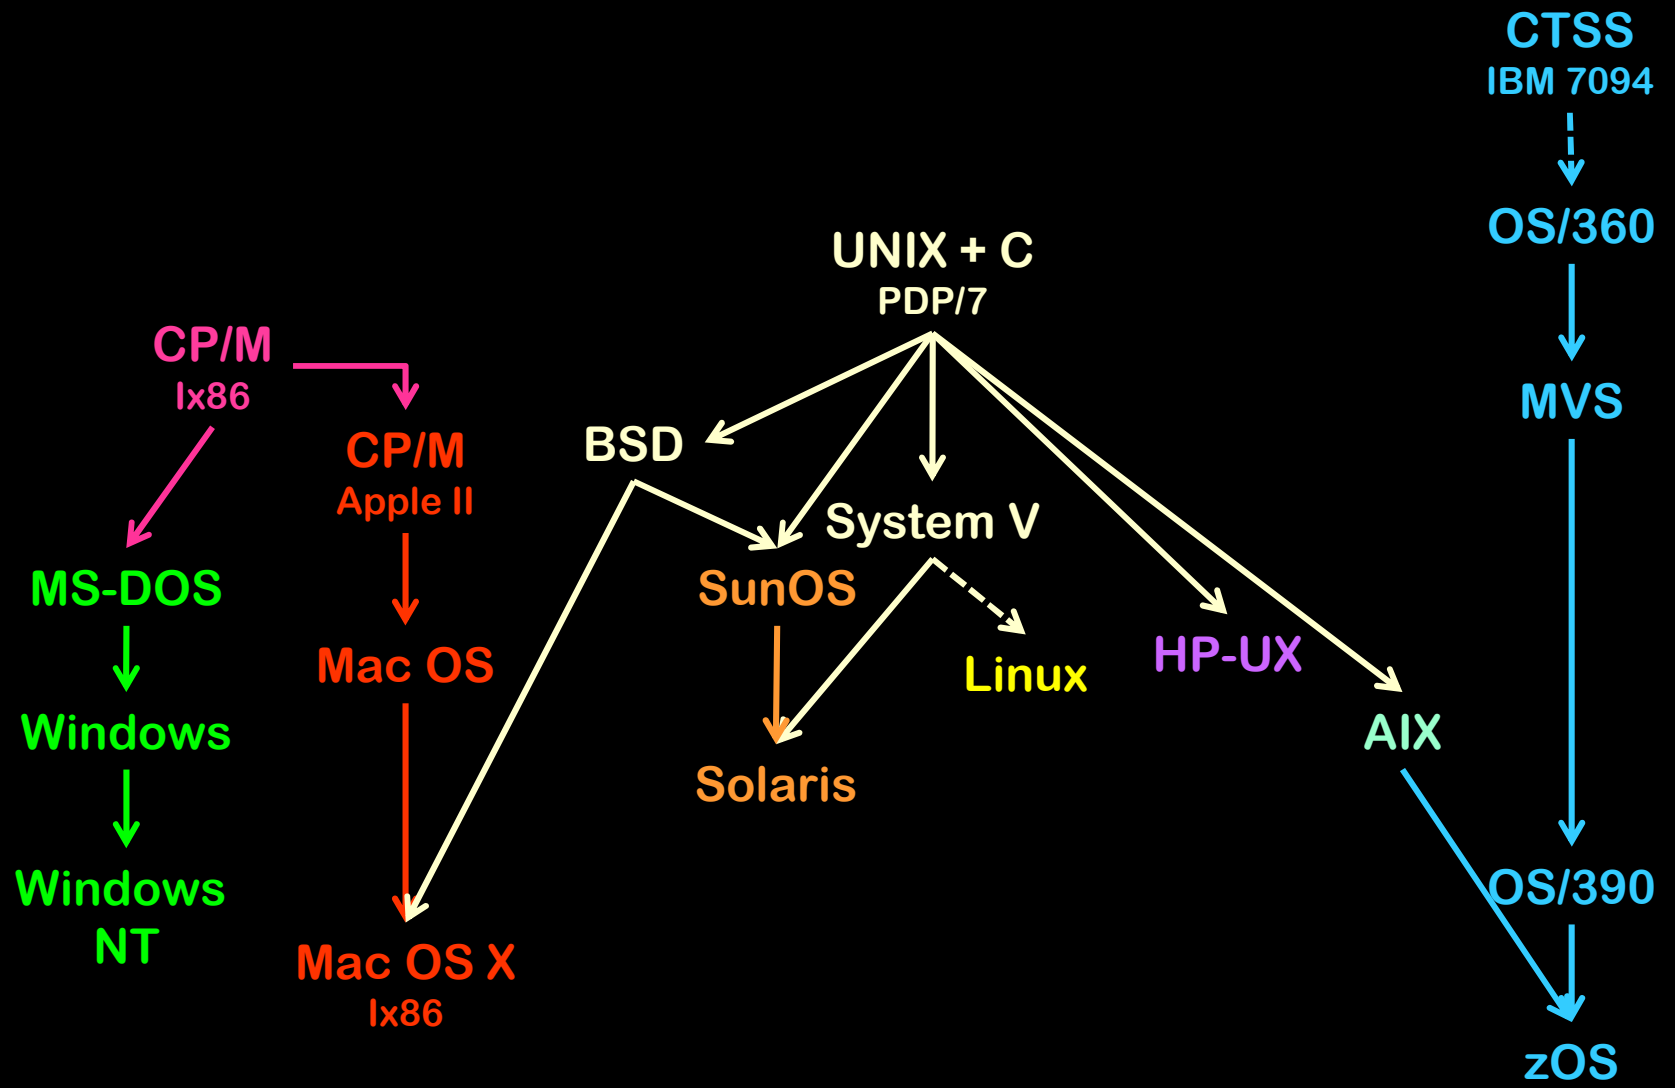 CTSS
IBM 7094
OS/360
UNIX + C
PDP/7
CP/M
Ix86
MVS
CP/M
Apple II
BSD
System V
MS-DOS
SunOS
HP-UX
Mac OS
Linux
Windows
AIX
Solaris
Windows
NT
OS/390
Mac OS X
Ix86
zOS